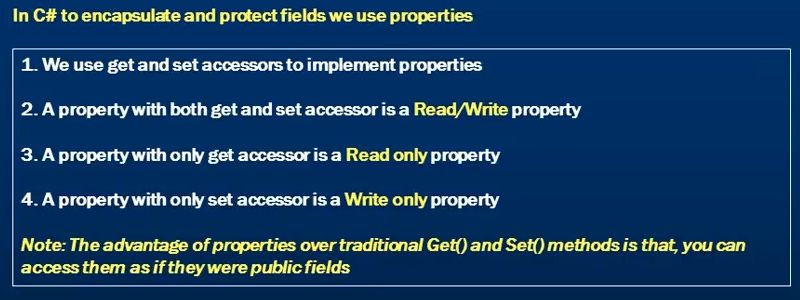 In C# to encapsulate and protect fields we use properties
1. We use get and set accessors to implement properties
2. A property with both get and set accessor is a Read/Write property
3. A property with only get accessor is a Read only property
4. A property with only set accessor is a Write only property
Note: The advantage of properties over traditional Get() and Set() methods is that, you can
access them as if they were public fields